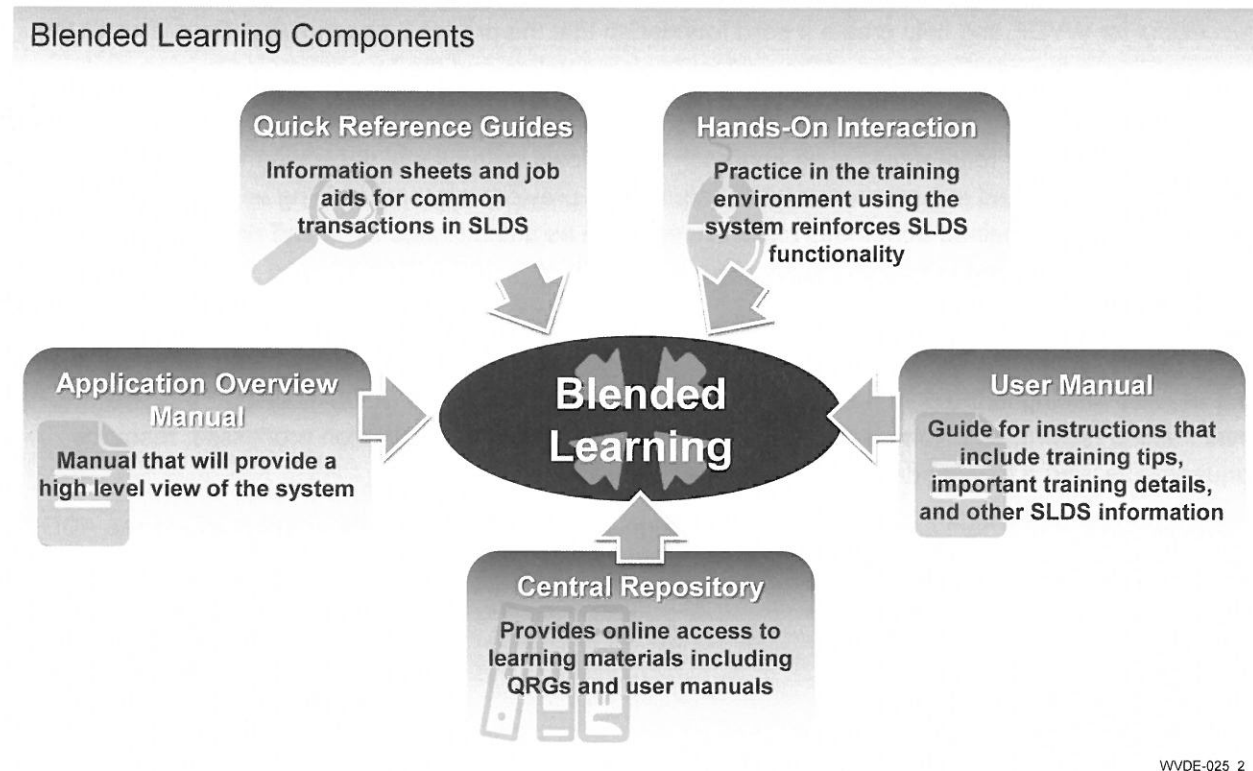 Blended Learning Components
Quick Reference Guides
Information sheets and job
aids for common
transactions in SLDS
Hands-On Interaction
Practice in the training
environment using the
system reinforces SLDS
functionality
Application Overview
Manual
Manual that will provide a
high level view of the system
Blended
Learning
User Manual
Guide for instructions that
include training tips,
important training details,
and other SLDS information
Central Repository
Provides online access to
learning materials including
QRGs and user manuals
WVDE-025_2